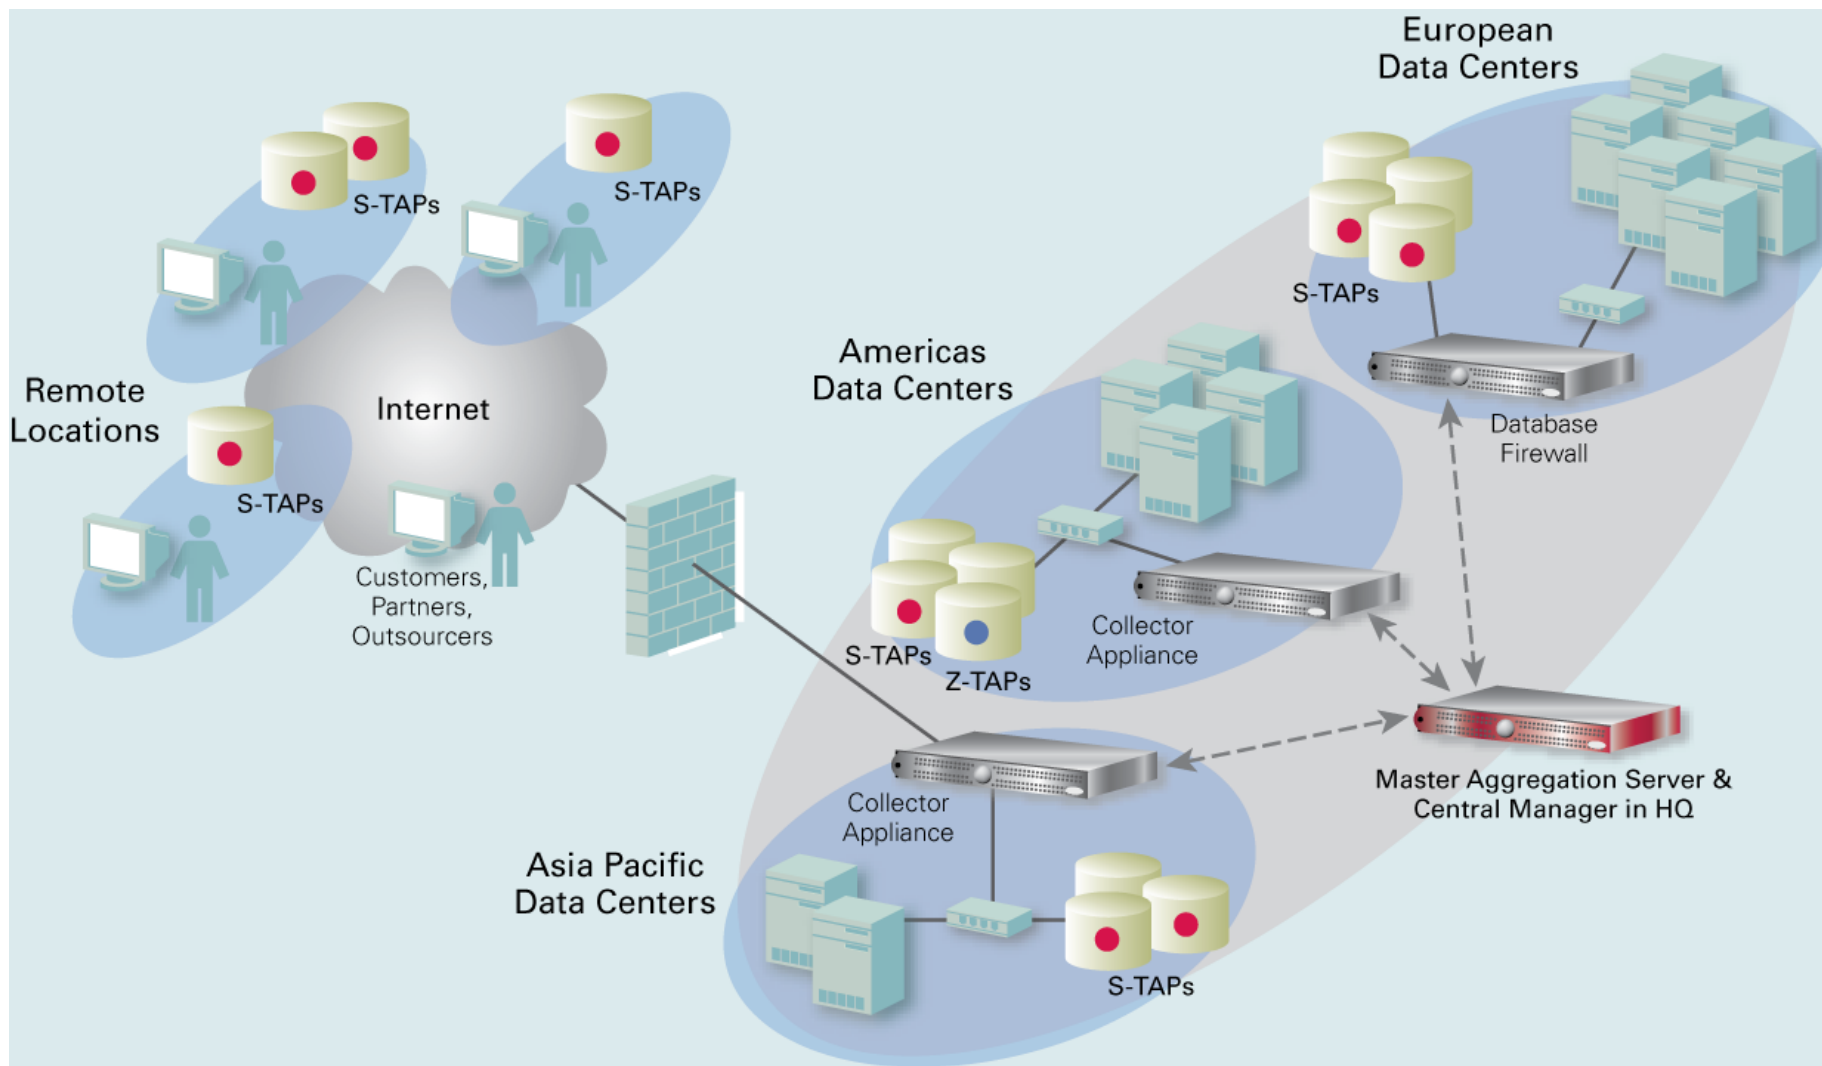 European
Data Centers
S-TAPs
S-TAPs
S-TAPs
Americas
Data Centers
Remote
Locations
Internet
Database
Firewall
S-TAPs
Customers,
Partners,
Outsourcers
Collector
Appliance
S-TAPs
Z-TAPs
Master Aggregation Server &
Central Manager in HQ
Collector
Appliance
Asia Pacific
Data Centers
S-TAPs